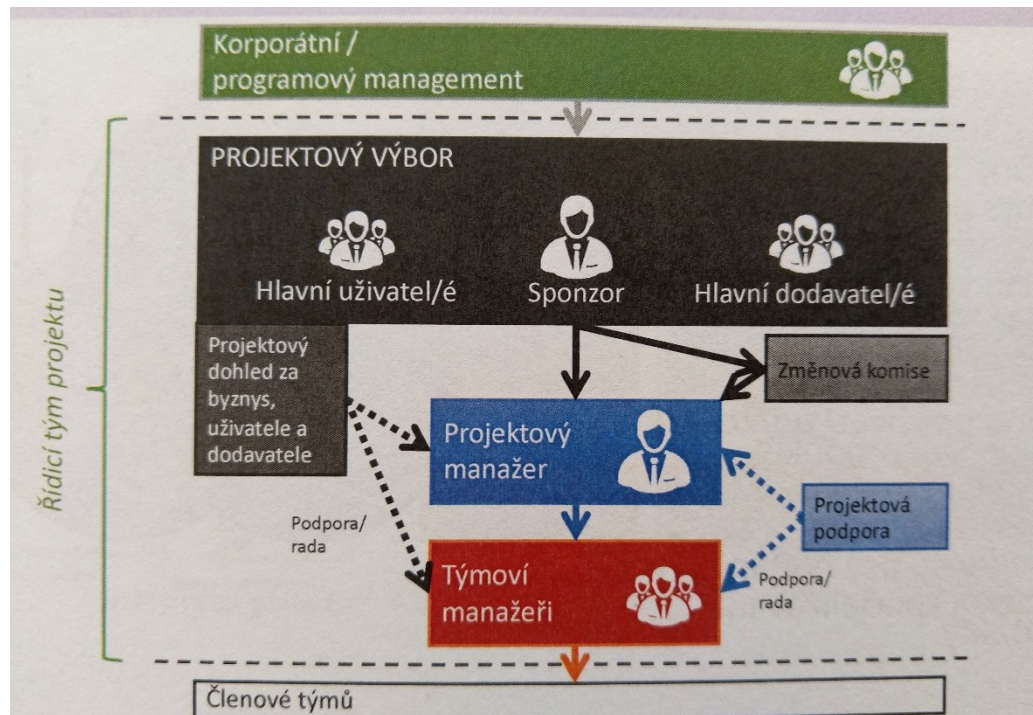 Korporátní /
programový management
PROJEKTOVÝ VÝBOR
Hlavní uživatel/é
Sponzor
Hlavní dodavatel/é
Řídicí tým projektu
Projektový
dohled za
byznys,
uživatele a
dodavatele
Změnová komise
Projektový
manažer
Projektová
podpora
Podpora/
rada
Týmoví
manažeři
Podpora/
rada
Členové týmů